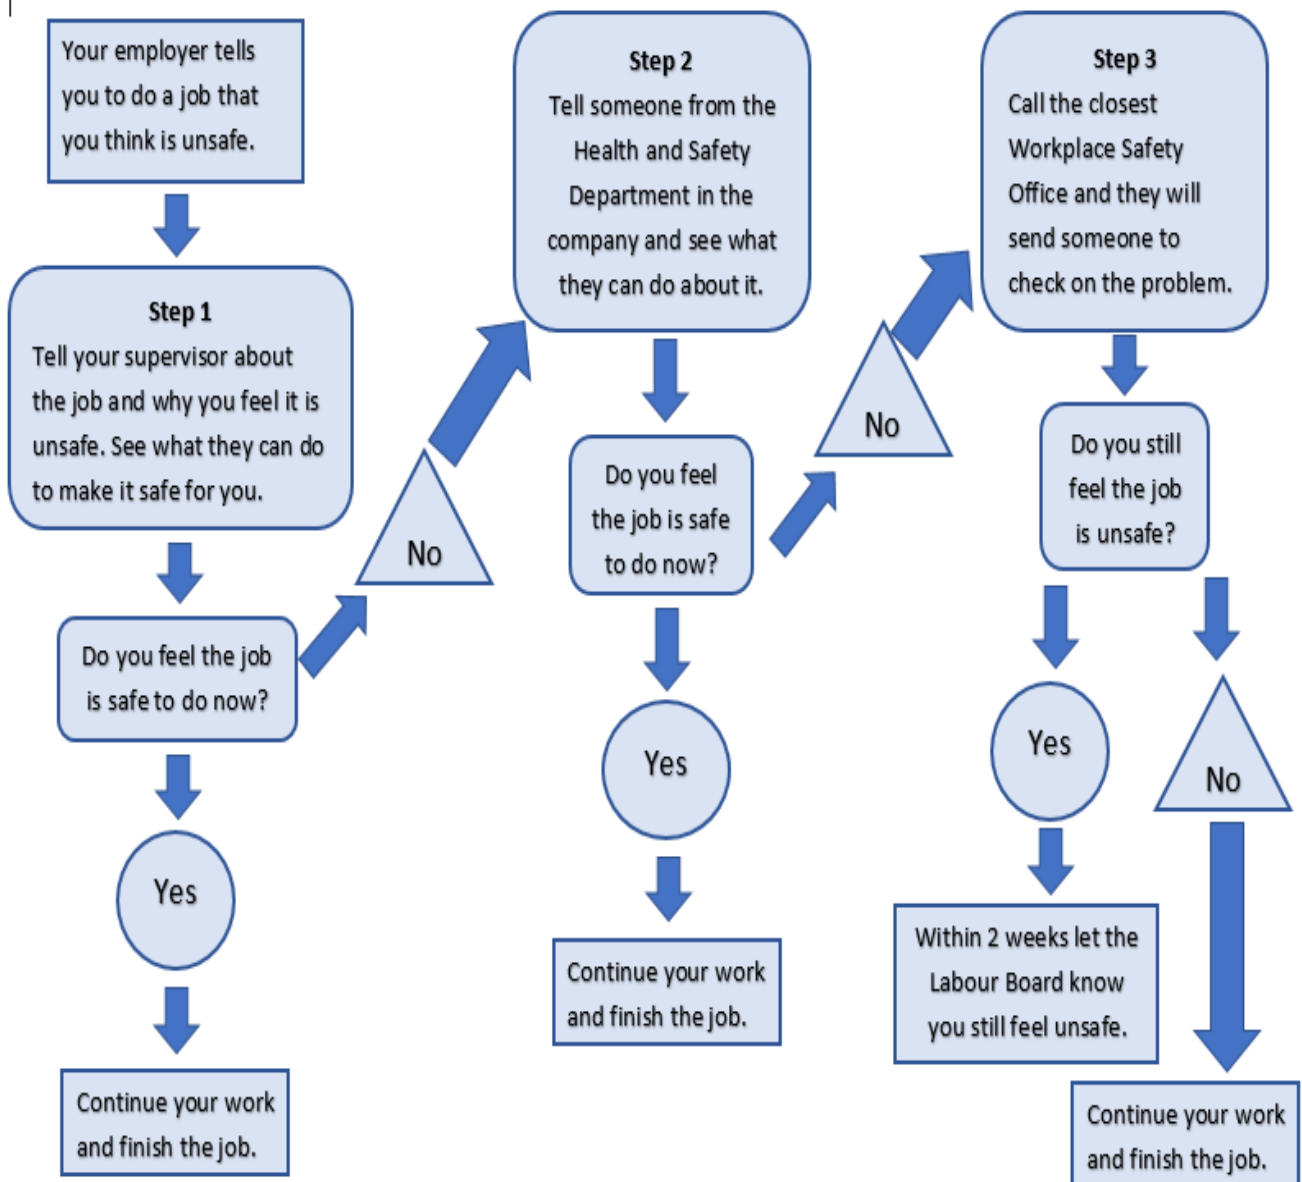 Your employer tells
you to do a job that
you think is unsafe.
Step 1
Tell your supervisor about
the job and why you feel it is
unsafe. See what they can do
to make it safe for you.
Do you feel the job
is safe to do now?
No
Yes
Continue your work
and finish the job.
Step 2
Tell someone from the
Health and Safety
Department in the
company and see what
they can do about it.
Do you feel
the job is safe
to do now?
No
Yes
Continue your work
and finish the job.
Step 3
Call the closest
Workplace Safety
Office and they will
send someone to
check on the problem.
Do you still
feel the job
is unsafe?
Yes
No
Within 2 weeks let the
Labour Board know
you still feel unsafe.
Continue your work
and finish the job.